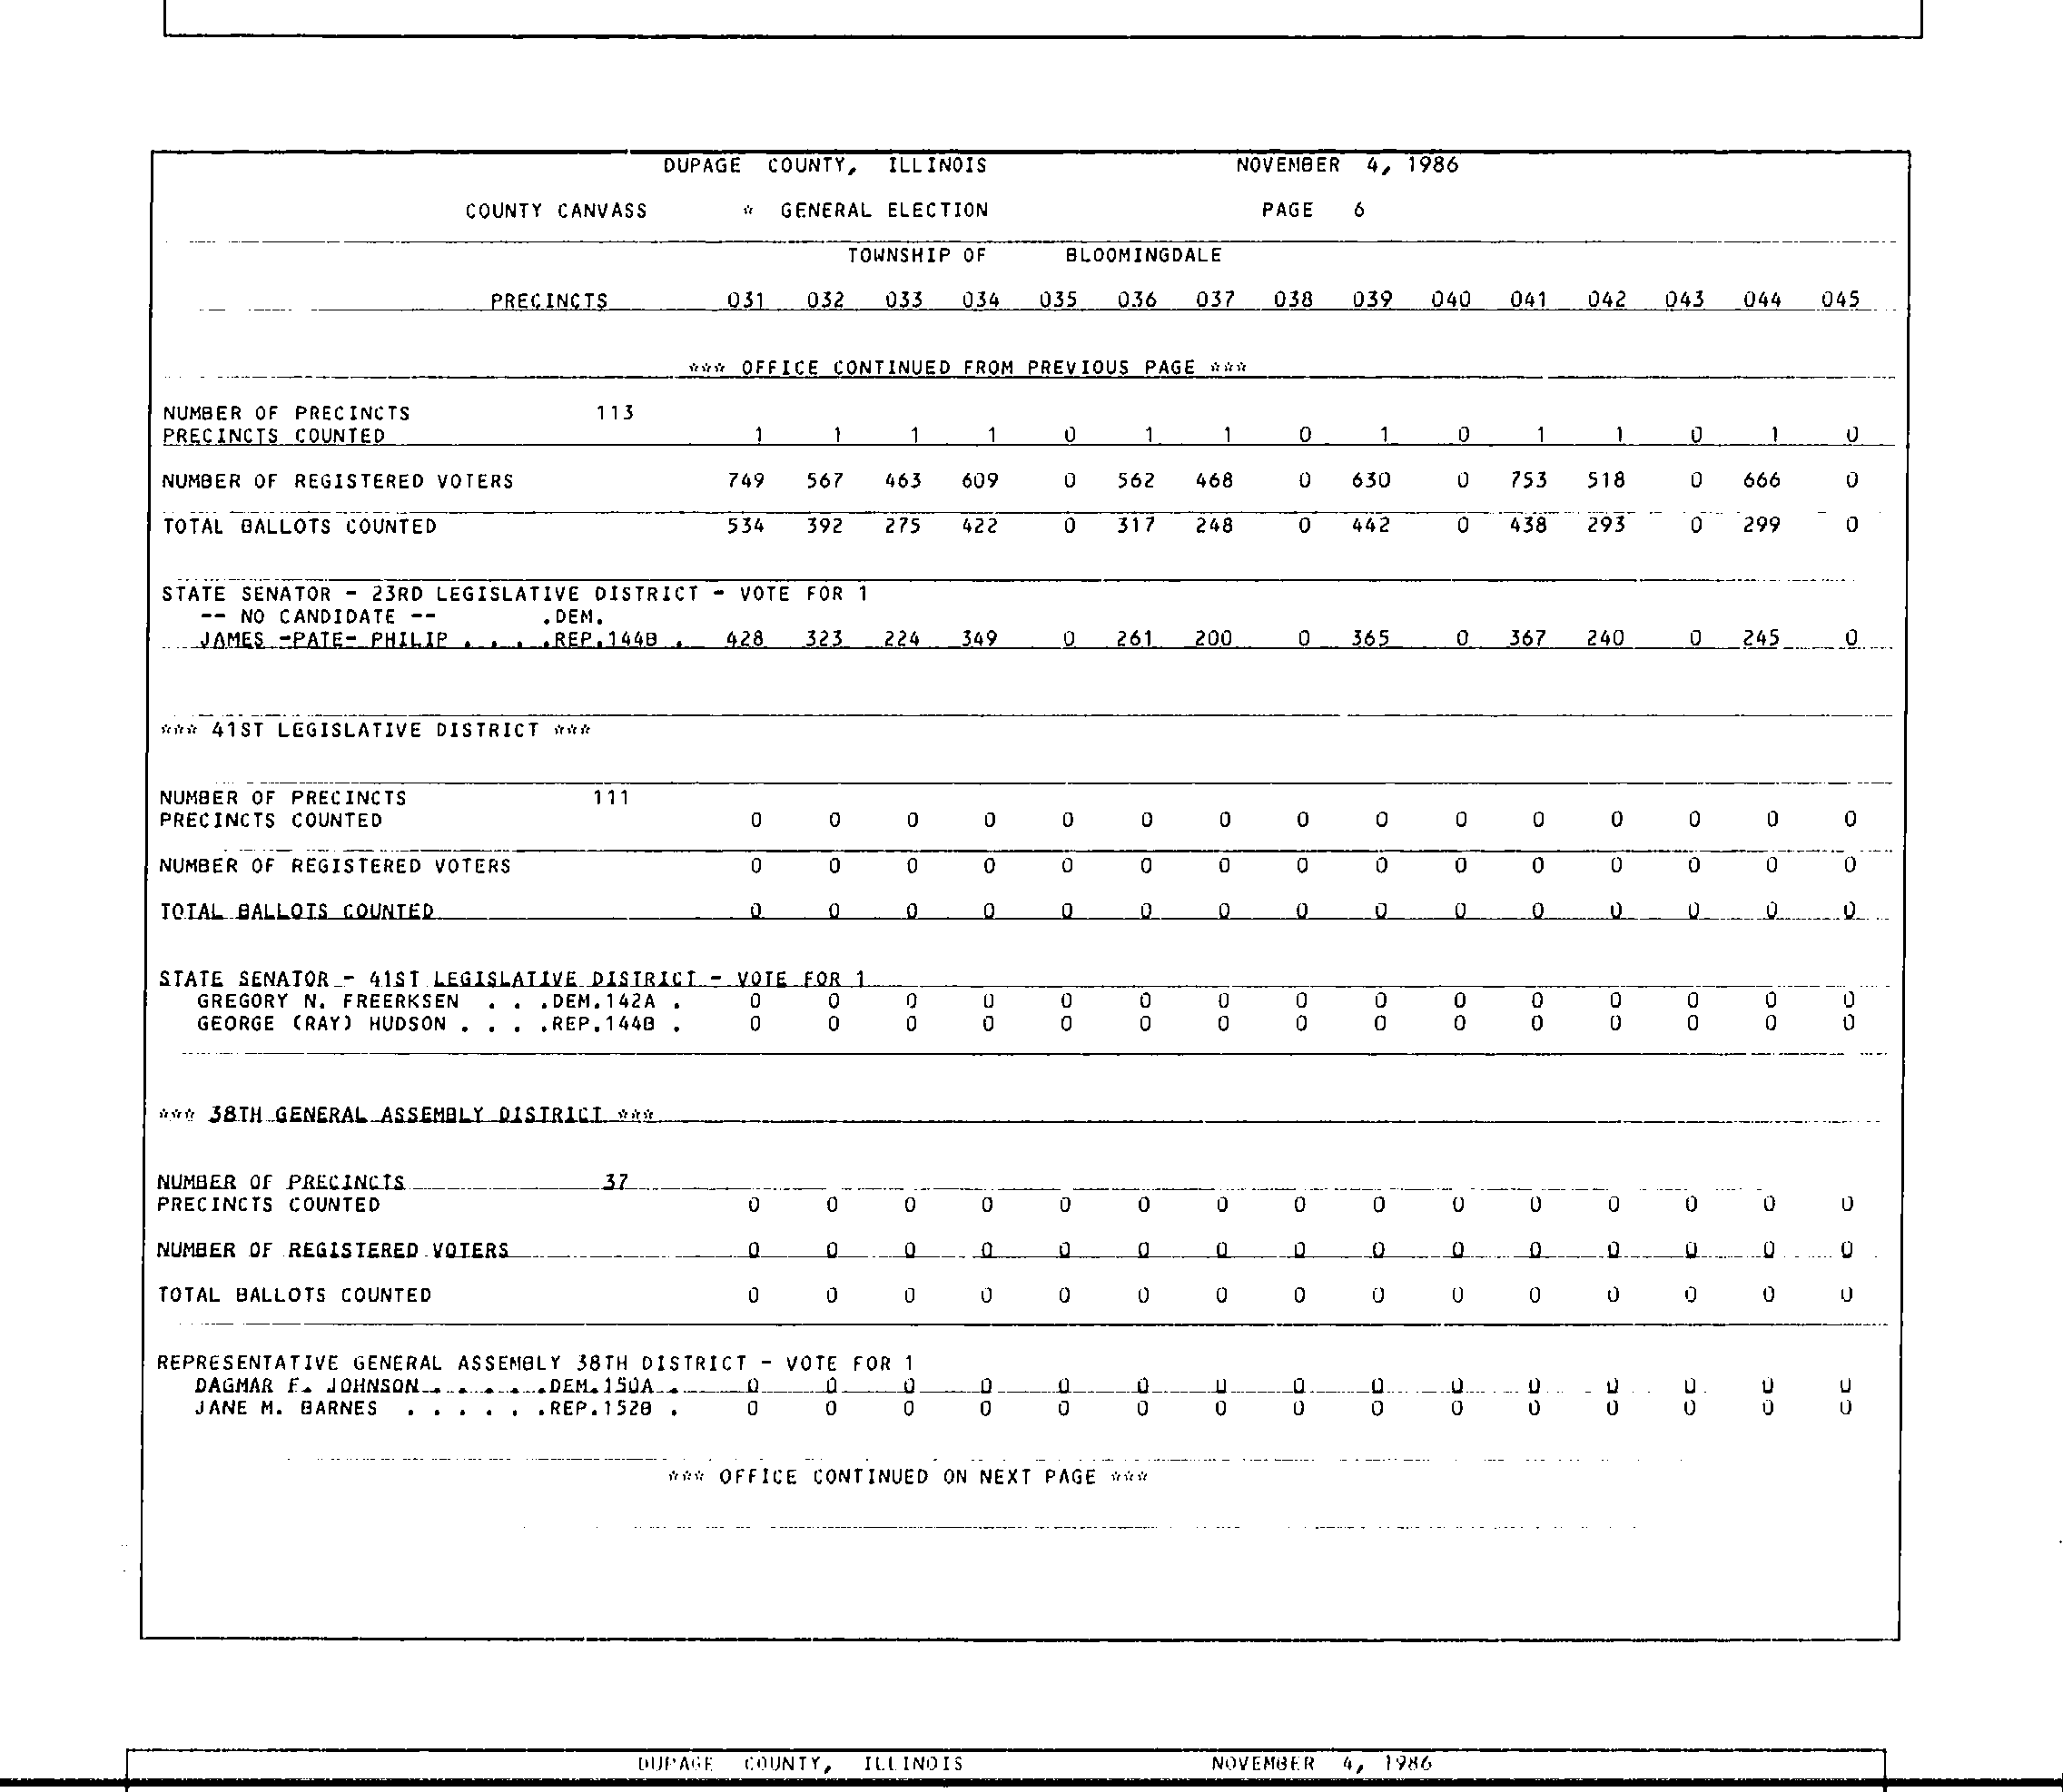 DUPAGE COUNTY, ILLINOIS NOVEMBER 4, 1986
COUNTY CANVASS * GENERAL ELECTION PAGE 6
TOWNSHIP OF BLOOMINGDALE
PRECINCTS 031 032 033 034 035 036 037 038 039 040 041 042 043 044 045
*** OFFICE CONTINUED FROM PREVIOUS PAGE ***
NUMBER OF PRECINCTS 113
PRECINCTS COUNTED 1 1 1 1 0 1 1 0 1 0 1 1 0 1 0
NUMBER OF REGISTERED VOTERS 749 567 463 609 0 562 468 0 630 0 753 518 0 666 0
TOTAL BALLOTS COUNTED 534 392 275 422 0 317 248 0 442 0 438 293 0 299 0
STATE SENATOR - 23RD LEGISLATIVE DISTRICT - VOTE FOR 1
-- NO CANDIDATE -- .DEM.
JAMES -PATE- PHILIP . . . .REP.144B . 428 323 224 349 0 261 200 0 365 0 367 240 0 245 0
*** 41ST LEGISLATIVE DISTRICT ***
NUMBER OF PRECINCTS 111
PRECINCTS COUNTED 0 0 0 0 0 0 0 0 0 0 0 0 0 0 0
NUMBER OF REGISTERED VOTERS 0 0 0 0 0 0 0 0 0 0 0 0 0 0 0
TOTAL BALLOTS COUNTED 0 0 0 0 0 0 0 0 0 0 0 0 0 0 0
STATE SENATOR - 41ST LEGISLATIVE DISTRICT - VOTE FOR 1
GREGORY N. FREERKSEN . . .DEM.142A . 0 0 0 0 0 0 0 0 0 0 0 0 0 0 0
GEORGE (RAY) HUDSON . . . .REP.144B . 0 0 0 0 0 0 0 0 0 0 0 0 0 0 0
*** 38TH GENERAL ASSEMBLY DISTRICT ***
NUMBER OF PRECINCTS 37
PRECINCTS COUNTED 0 0 0 0 0 0 0 0 0 0 0 0 0 0 0
NUMBER OF REGISTERED VOTERS 0 0 0 0 0 0 0 0 0 0 0 0 0 0 0
TOTAL BALLOTS COUNTED 0 0 0 0 0 0 0 0 0 0 0 0 0 0 0
REPRESENTATIVE GENERAL ASSEMBLY 38TH DISTRICT - VOTE FOR 1
DAGMAR F. JOHNSON . . . . .DEM.150A . 0 0 0 0 0 0 0 0 0 0 0 0 0 0 0
JANE M. BARNES . . . . . .REP.152B . 0 0 0 0 0 0 0 0 0 0 0 0 0 0 0
*** OFFICE CONTINUED ON NEXT PAGE ***
DUPAGE COUNTY, ILLINOIS NOVEMBER 4, 1986